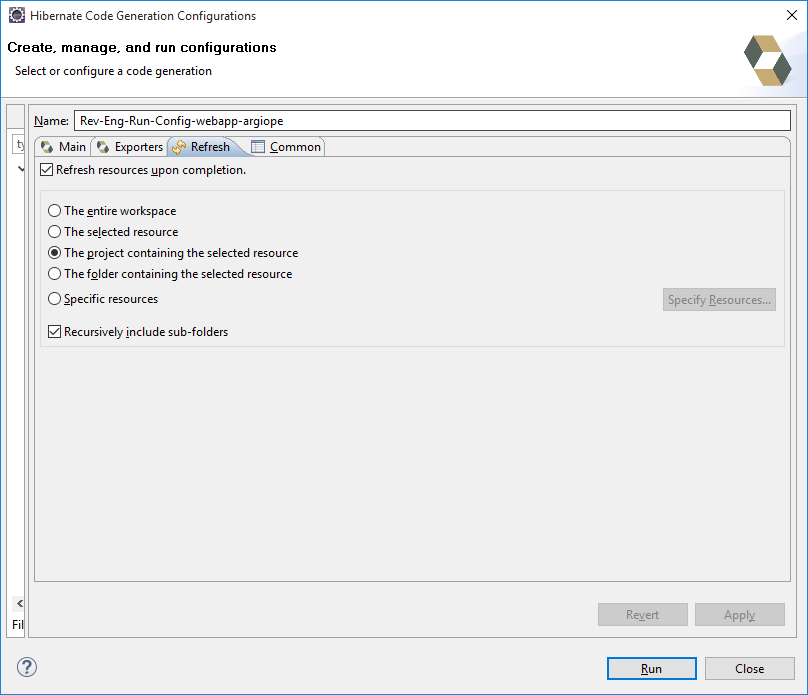 Hibernate Code Generation Configurations
Create, manage, and run configurations
Select or configure a code generation
Name: Rev-Eng-Run-Config-webapp-argiope
ty
Main Exporters Refresh Common
Refresh resources upon completion.
The entire workspace
The selected resource
The project containing the selected resource
The folder containing the selected resource
Specific resources Specify Resources...
Recursively include sub-folders
Fil
Revert Apply
? Run Close